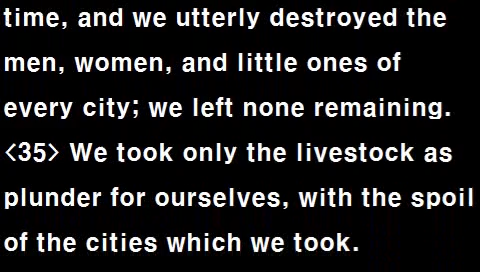 time, and we utterly destroyed the
men, women, and little ones of
every city; we left none remaining.
<35> We took only the livestock as
plunder for ourselves, with the spoil
of the cities which we took.